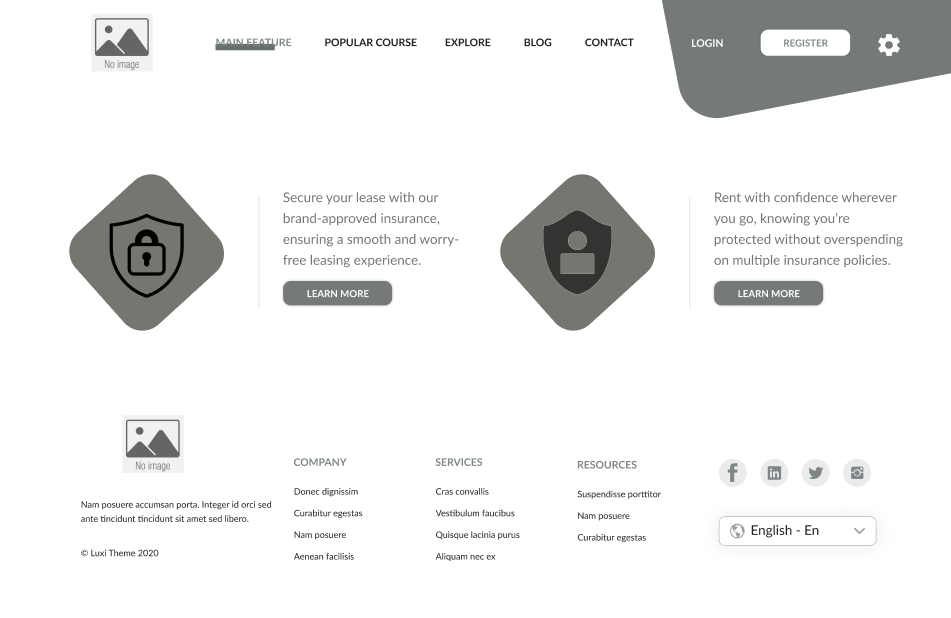 No image
MAIN FEATURE
POPULAR COURSE
EXPLORE
BLOG
CONTACT
LOGIN
REGISTER
Secure your lease with our
brand-approved insurance,
ensuring a smooth and worry-
free leasing experience.
LEARN MORE
Rent with confidence wherever
you go, knowing you're
protected without overspending
on multiple insurance policies.
LEARN MORE
No image
Nam posuere accumsan porta. Integer id orci sed
ante tincidunt tincidunt sit amet sed libero.
© Luxi Theme 2020
COMPANY
Donec dignissim
Curabitur egestas
Nam posuere
Aenean facilisis
SERVICES
Cras convallis
Vestibulum faucibus
Quisque lacinia purus
Aliquam nec ex
RESOURCES
Suspendisse porttitor
Nam posuere
Curabitur egestas
English - En